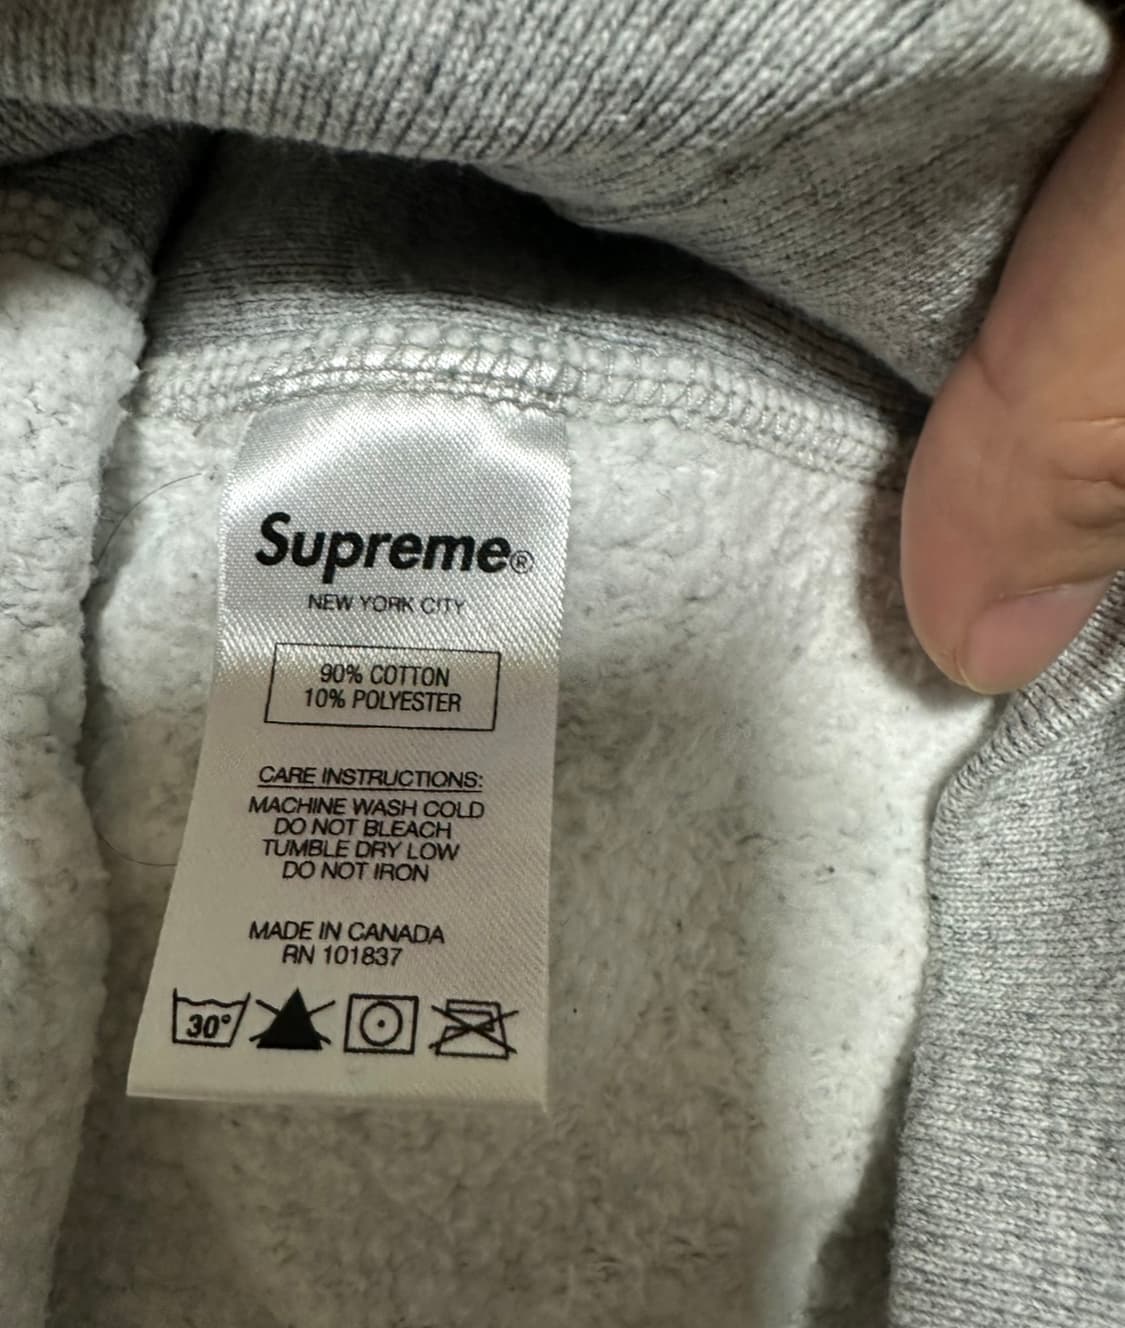 Supreme®
NEW YORK CITY
90% COTTON
10% POLYESTER
CARE INSTRUCTIONS:
MACHINE WASH COLD
DO NOT BLEACH
TUMBLE DRY LOW
DO NOT IRON
MADE IN CANADA
RN 101837
30°